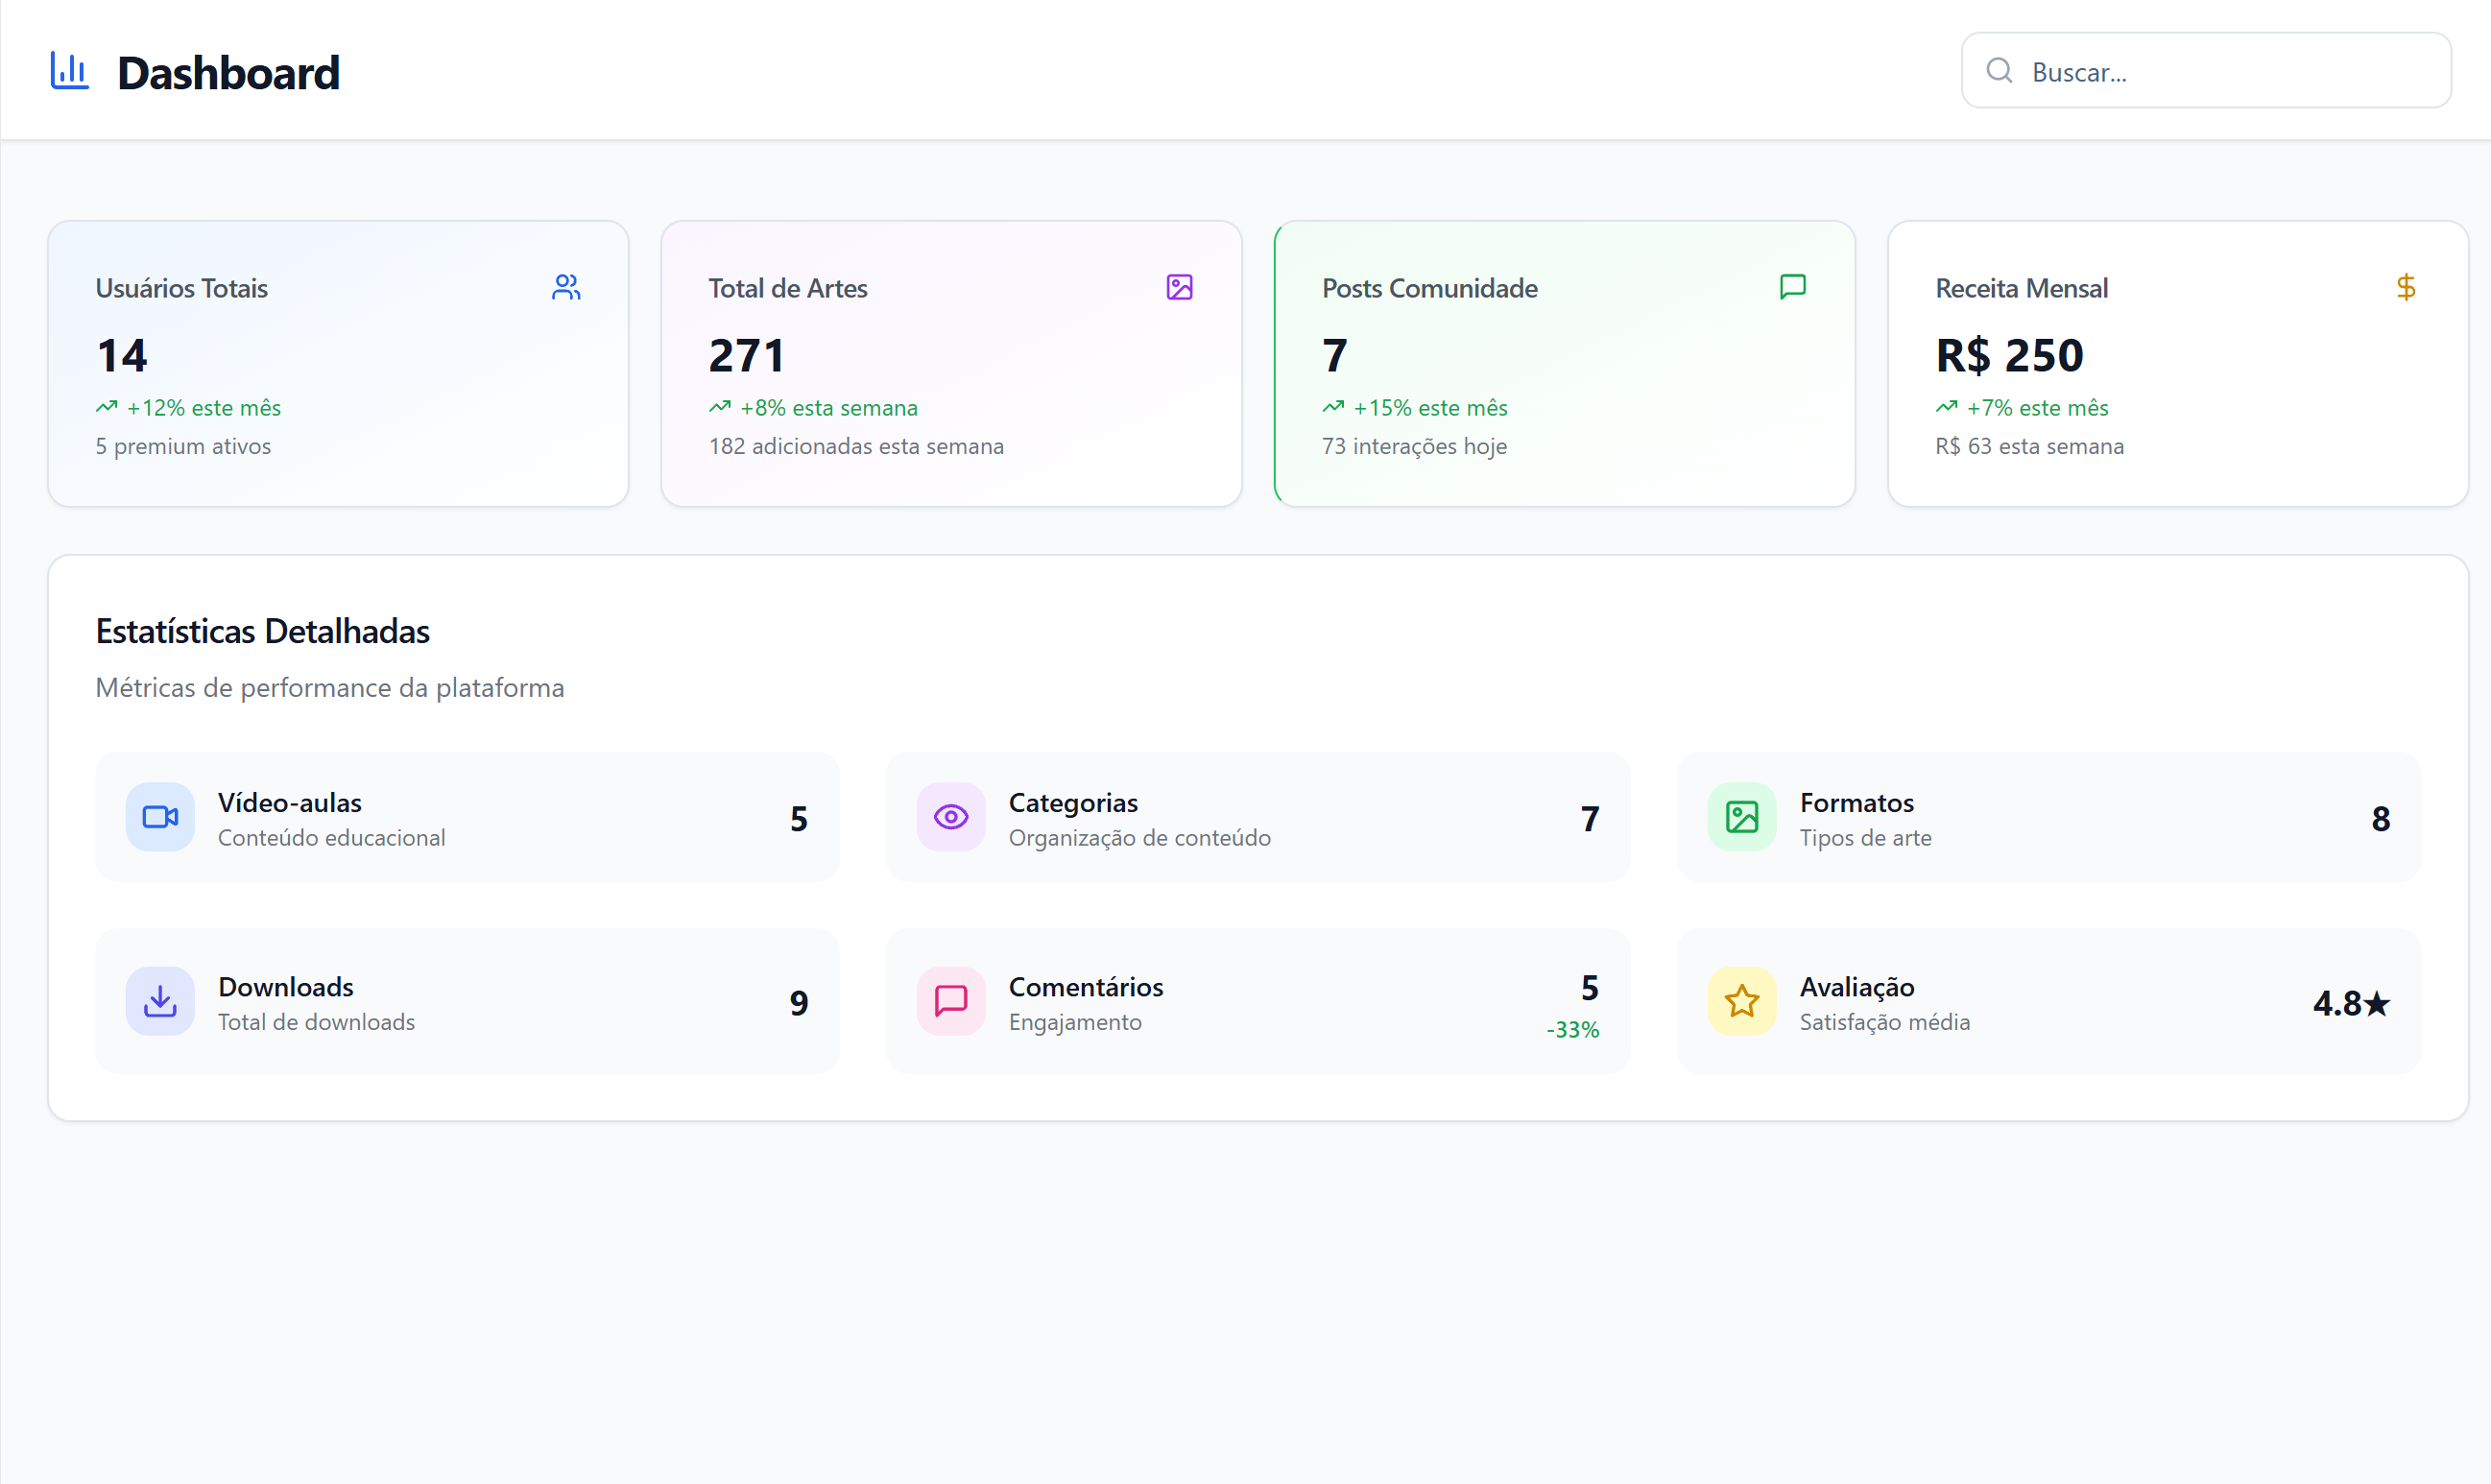 Dashboard
Buscar...
Usuários Totais
14
+12% este mês
5 premium ativos
Total de Artes
271
+8% esta semana
182 adicionadas esta semana
Posts Comunidade
7
+15% este mês
73 interações hoje
Receita Mensal
R$ 250
+7% este mês
R$ 63 esta semana
Estatísticas Detalhadas
Métricas de performance da plataforma
Vídeo-aulas
Conteúdo educacional
5
Categorias
Organização de conteúdo
7
Formatos
Tipos de arte
8
Downloads
Total de downloads
9
Comentários
Engajamento
5
-33%
Avaliação
Satisfação média
4.8★